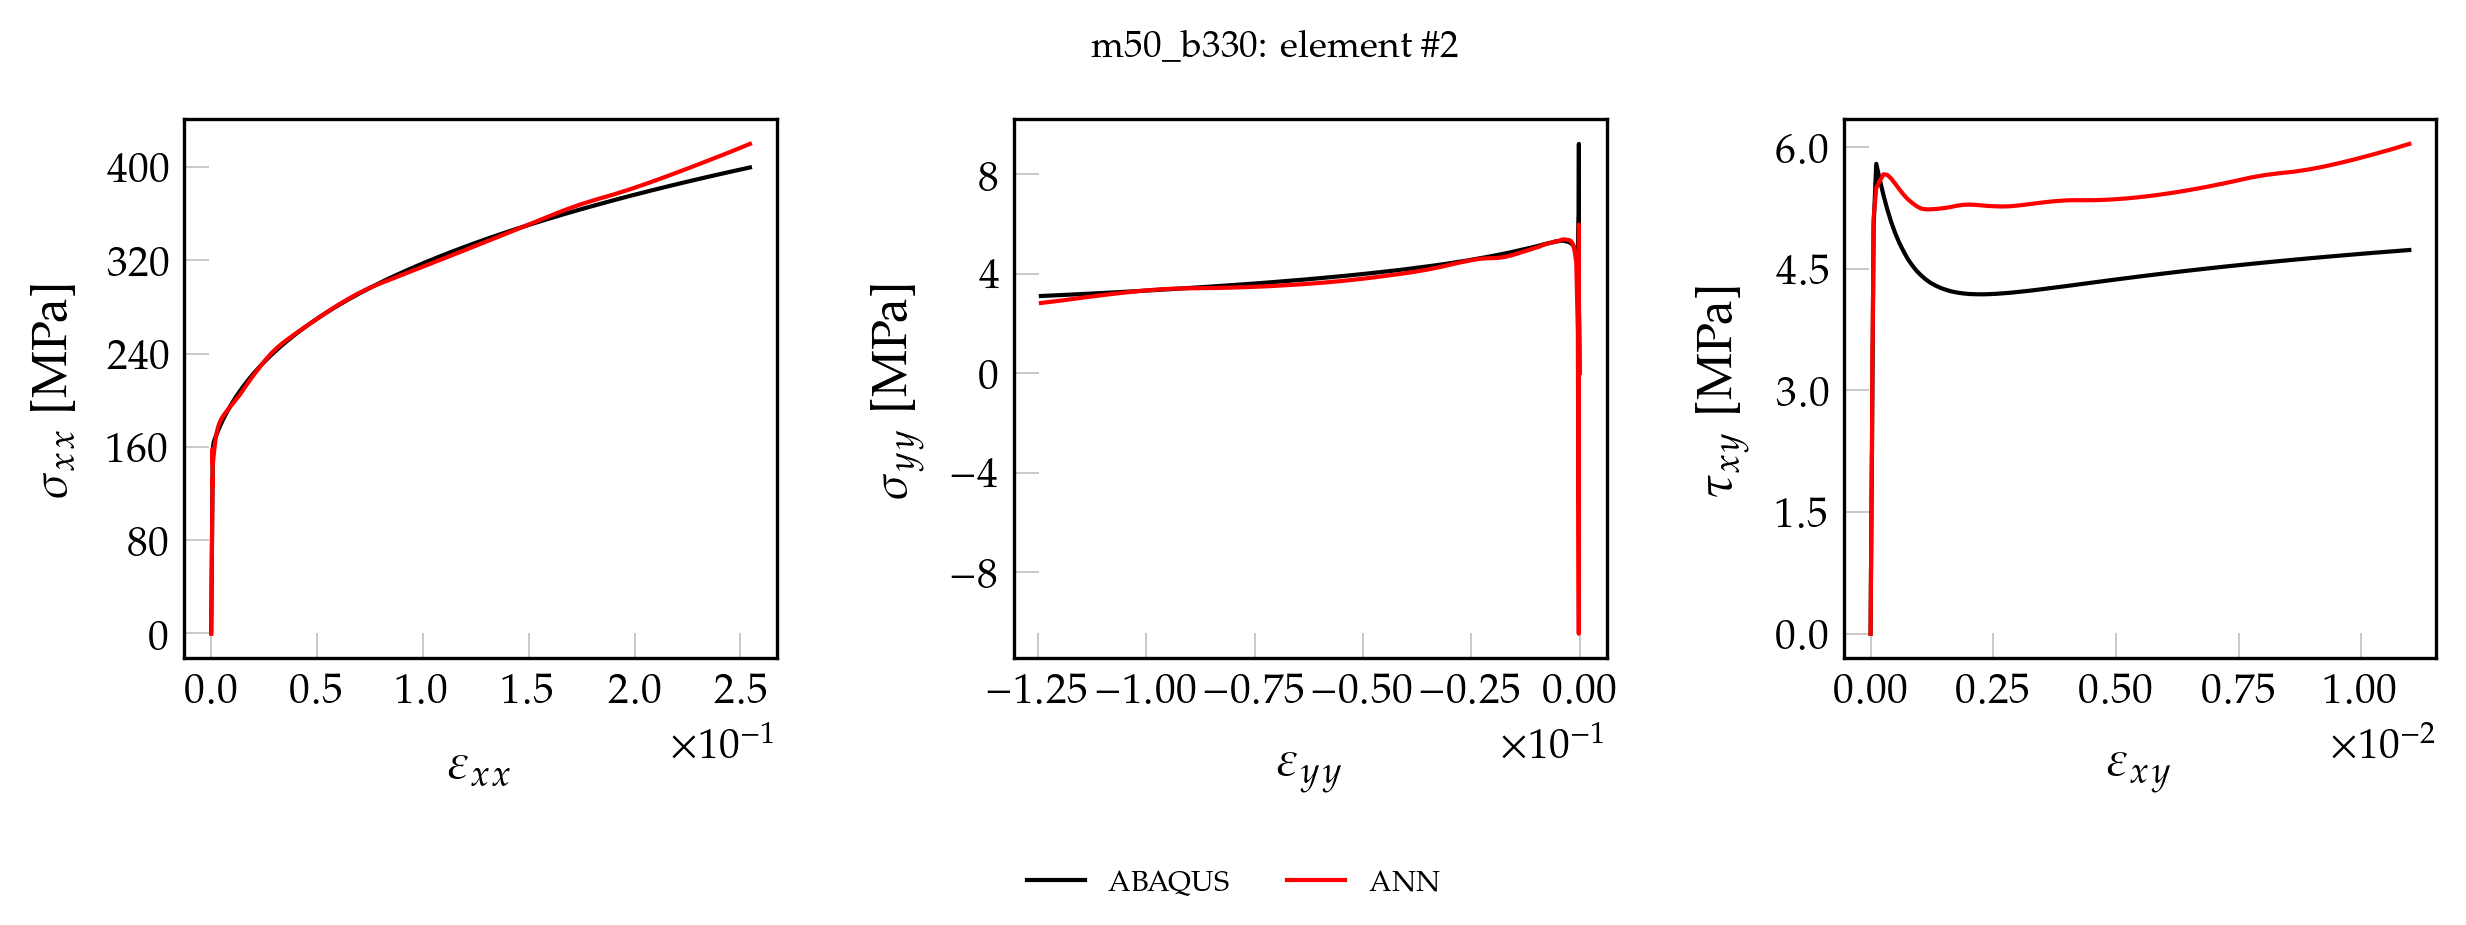 m50_b330: element #2
σxx [MPa]
400
320
240
160
80
0
0.0 0.5 1.0 1.5 2.0 2.5
×10−1
εxx
σyy [MPa]
8
4
0
−4
−8
−1.25 −1.00 −0.75 −0.50 −0.25 0.00
×10−1
εyy
τxy [MPa]
6.0
4.5
3.0
1.5
0.0
0.00 0.25 0.50 0.75 1.00
×10−2
εxy
ABAQUS ANN